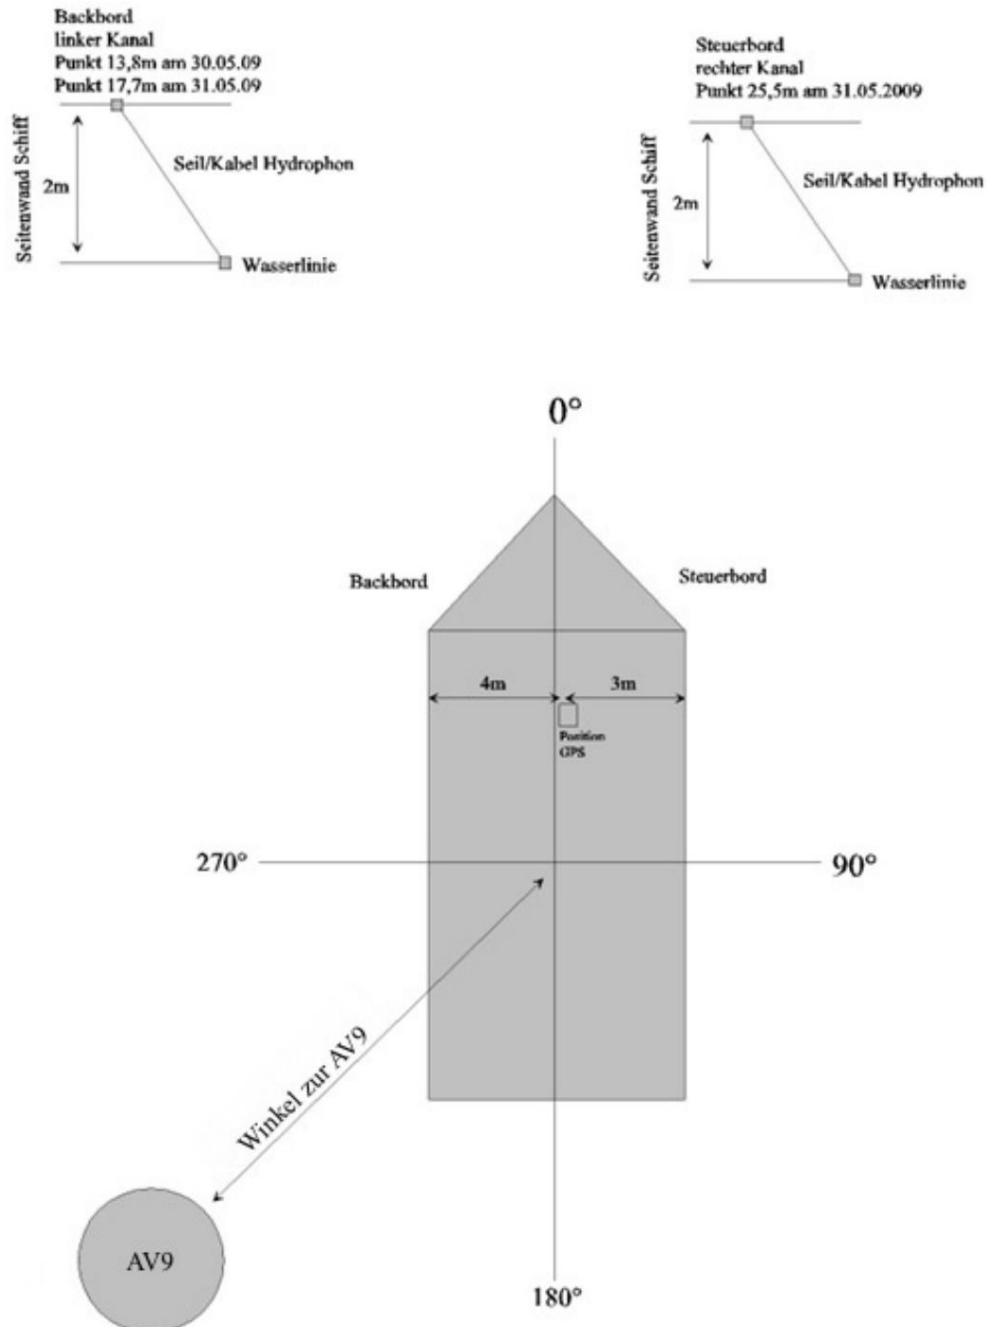 Backbord
linker Kanal
Punkt 13,8m am 30.05.09
Punkt 17,7m am 31.05.09
Seitenwand Schiff
2m
Seil/Kabel Hydrophon
Wasserlinie
Steuerbord
rechter Kanal
Punkt 25,5m am 31.05.2009
Seitenwand Schiff
2m
Seil/Kabel Hydrophon
Wasserlinie
0°
Backbord
Steuerbord
4m
3m
Position
GPS
270°
90°
Winkel zur AV9
AV9
180°